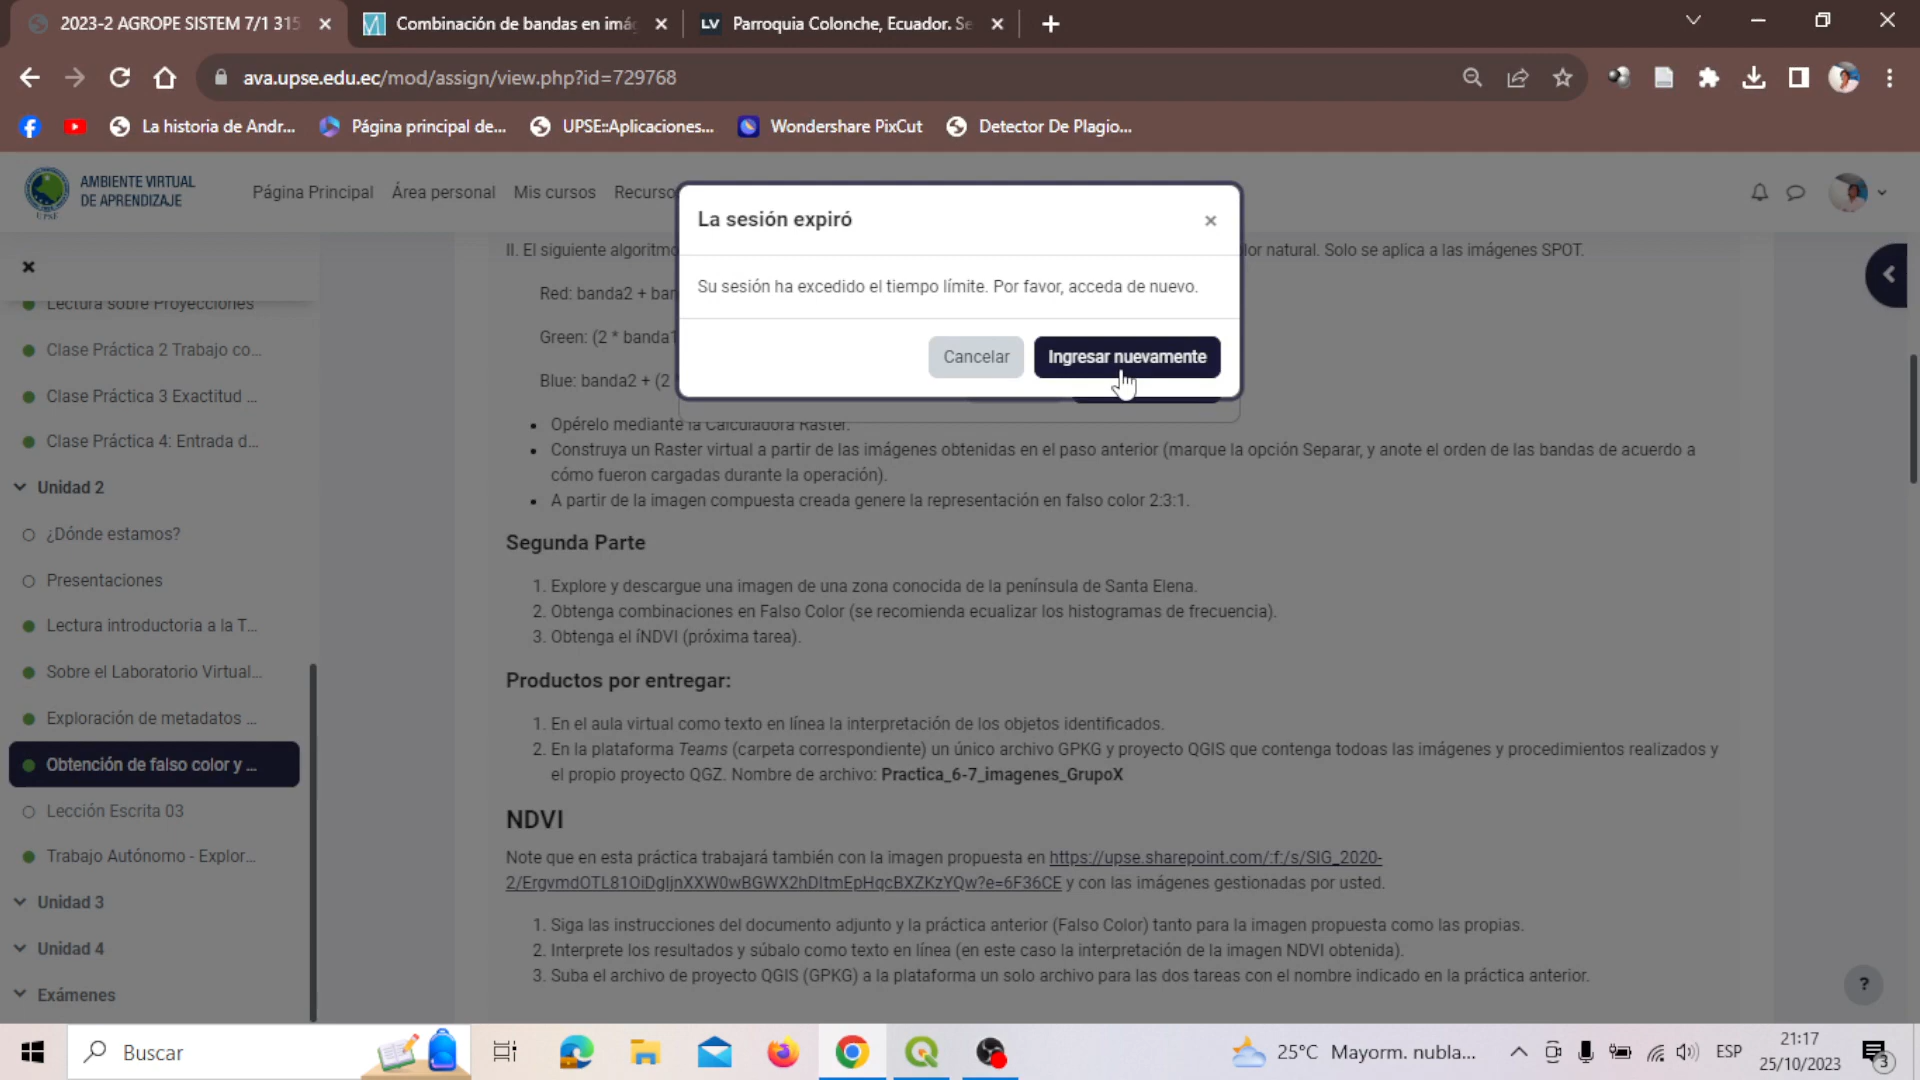 2023-2 AGROPE SISTEM 7/1 315
Combinación de bandas en imá
Parroquia Colonche, Ecuador. Se
ava.upse.edu.ec/mod/assign/view.php?id=729768
La historia de Andr...
Página principal de...
UPSE::Aplicaciones...
Wondershare PixCut
Detector De Plagio...
AMBIENTE VIRTUAL
DE APRENDIZAJE
UPSE
Página Principal
Área personal
Mis cursos
Recurso
La sesión expiró
Su sesión ha excedido el tiempo límite. Por favor, acceda de nuevo.
Cancelar
Ingresar nuevamente
Lectura sobre Proyecciones
Clase Práctica 2 Trabajo co...
Clase Práctica 3 Exactitud ...
Clase Práctica 4: Entrada d...
Unidad 2
¿Dónde estamos?
Presentaciones
Lectura introductoria a la T...
Sobre el Laboratorio Virtual...
Exploración de metadatos ...
Obtención de falso color y ...
Lección Escrita 03
Trabajo Autónomo - Explor...
Unidad 3
Unidad 4
Exámenes
II. El siguiente algoritmo lor natural. Solo se aplica a las imágenes SPOT.
Red: banda2 + ban
Green: (2 * banda1
Blue: banda2 + (2
• Opérelo mediante la Calculadora Raster.
• Construya un Raster virtual a partir de las imágenes obtenidas en el paso anterior (marque la opción Separar, y anote el orden de las bandas de acuerdo a
cómo fueron cargadas durante la operación).
• A partir de la imagen compuesta creada genere la representación en falso color 2:3:1.
Segunda Parte
1. Explore y descargue una imagen de una zona conocida de la península de Santa Elena.
2. Obtenga combinaciones en Falso Color (se recomienda ecualizar los histogramas de frecuencia).
3. Obtenga el íNDVI (próxima tarea).
Productos por entregar:
1. En el aula virtual como texto en línea la interpretación de los objetos identificados.
2. En la plataforma Teams (carpeta correspondiente) un único archivo GPKG y proyecto QGIS que contenga todoas las imágenes y procedimientos realizados y
el propio proyecto QGZ. Nombre de archivo: Practica_6-7_imagenes_GrupoX
NDVI
Note que en esta práctica trabajará también con la imagen propuesta en https://upse.sharepoint.com/:f:/s/SIG_2020-
2/ErgvmdOTL81OiDgljnXXW0wBGWX2hDItmEpHqcBXZKzYQw?e=6F36CE y con las imágenes gestionadas por usted.
1. Siga las instrucciones del documento adjunto y la práctica anterior (Falso Color) tanto para la imagen propuesta como las propias.
2. Interprete los resultados y súbalo como texto en línea (en este caso la interpretación de la imagen NDVI obtenida).
3. Suba el archivo de proyecto QGIS (GPKG) a la plataforma un solo archivo para las dos tareas con el nombre indicado en la práctica anterior.
?
Buscar
25°C Mayorm. nubla...
ESP
21:17
25/10/2023
3